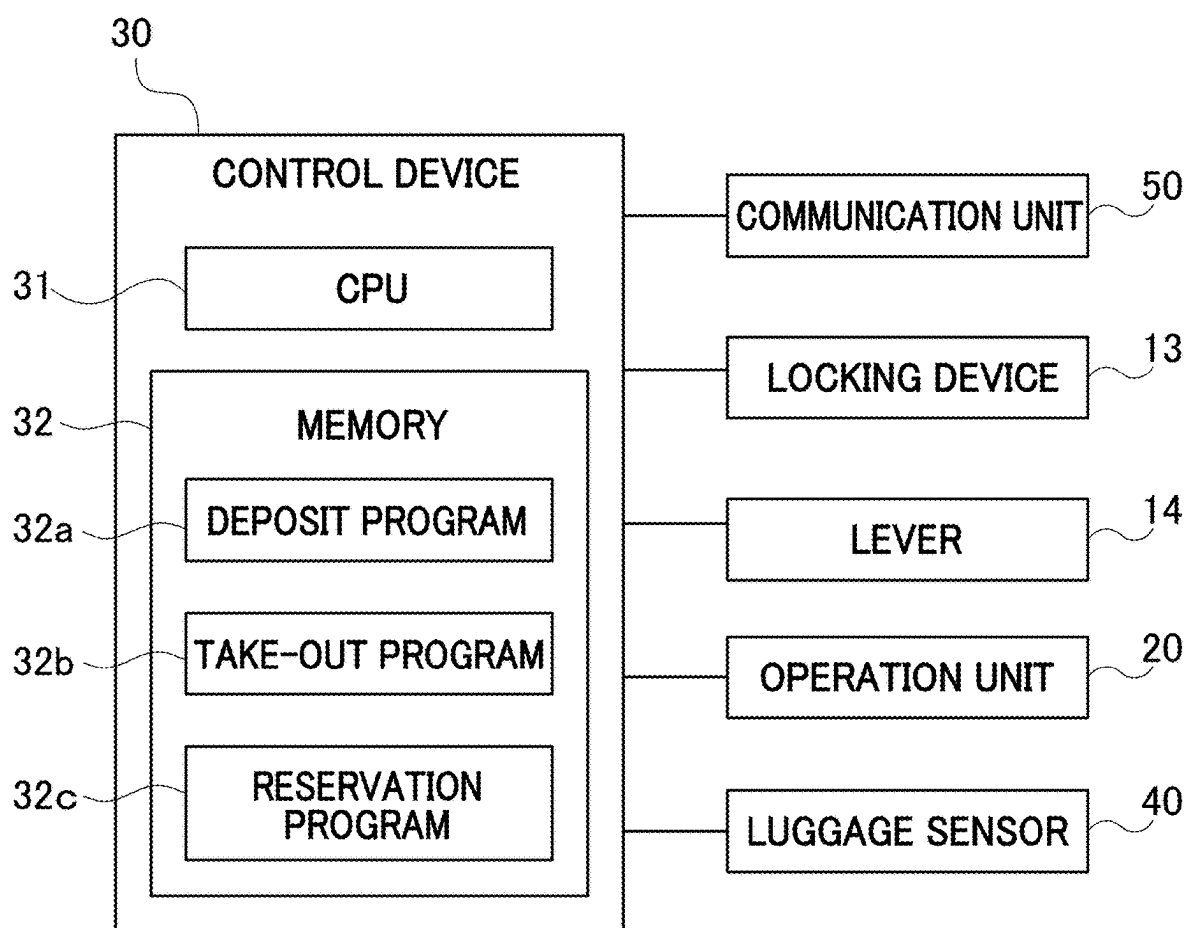 30
CONTROL DEVICE
COMMUNICATION UNIT
50
31
CPU
LOCKING DEVICE
13
32
MEMORY
32a
DEPOSIT PROGRAM
LEVER
14
32b
TAKE-OUT PROGRAM
OPERATION UNIT
20
32c
RESERVATION
PROGRAM
LUGGAGE SENSOR
40